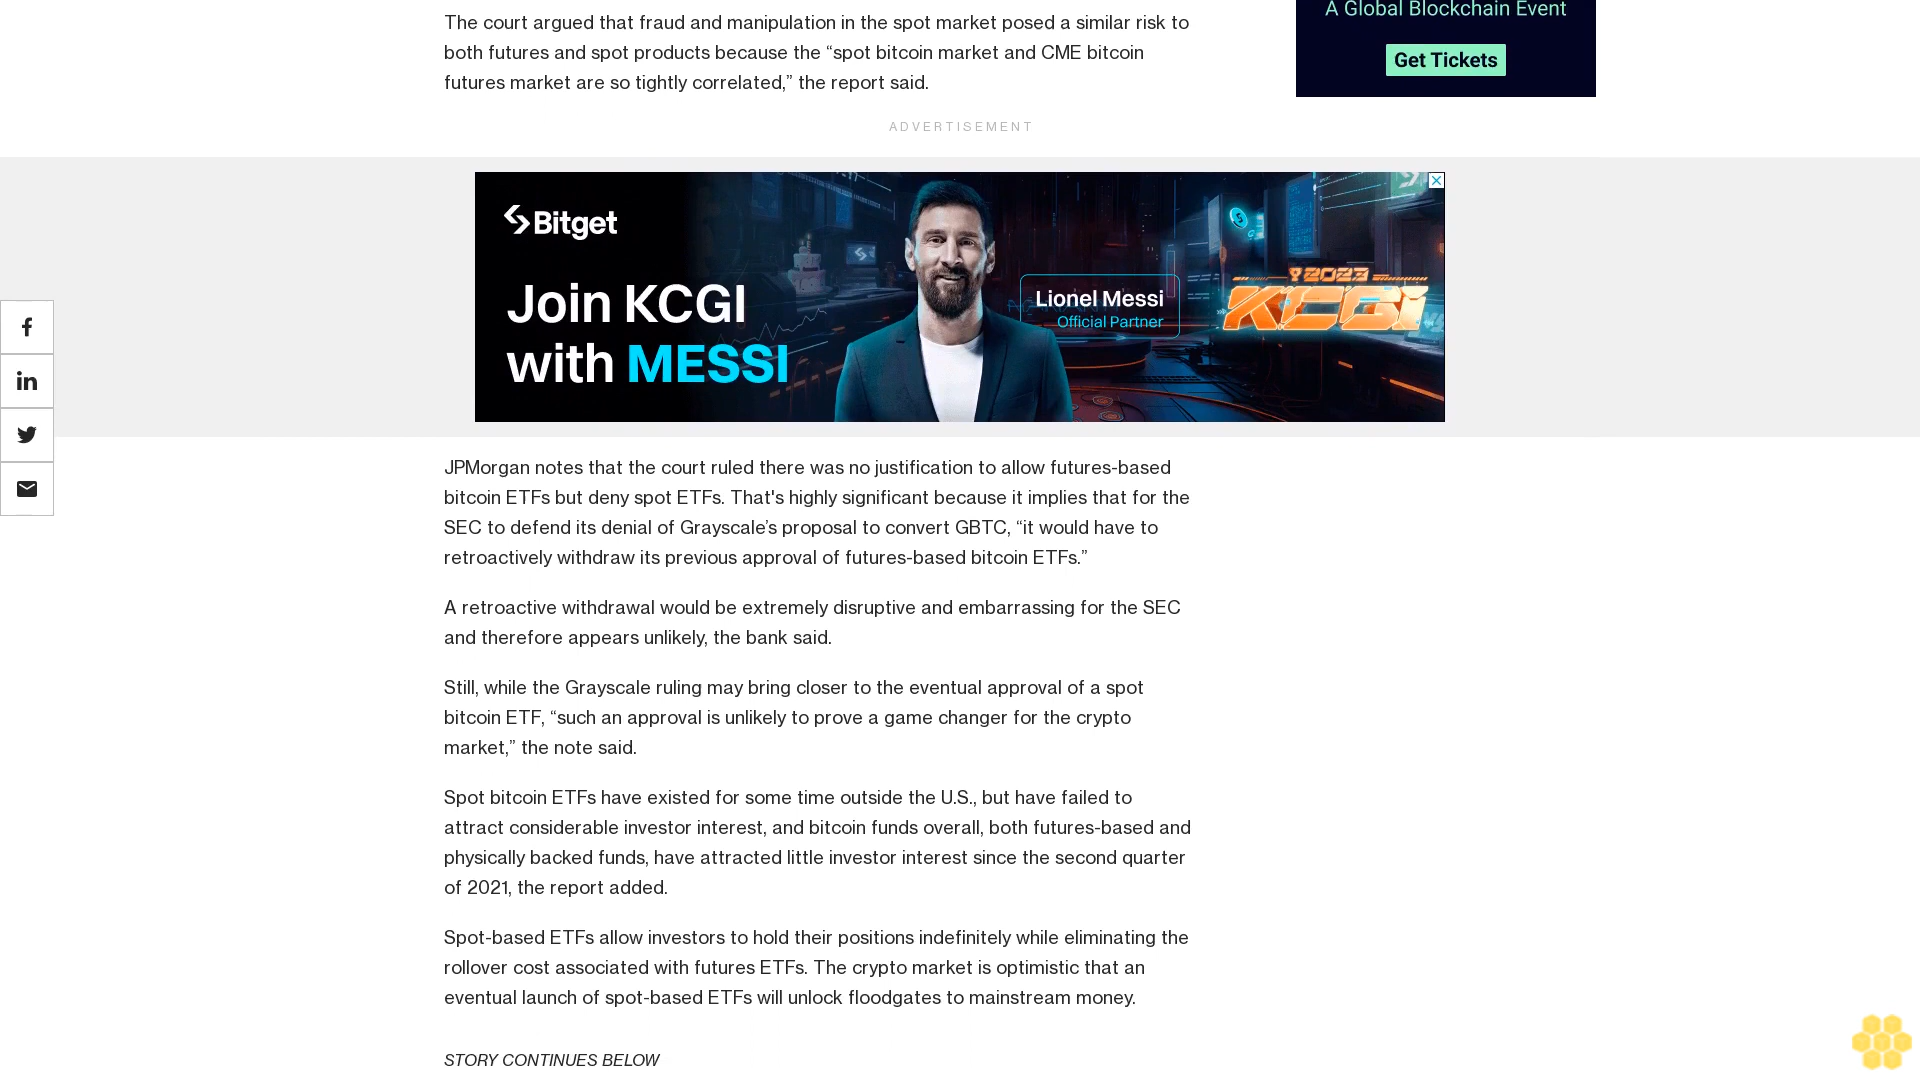 The court argued that fraud and manipulation in the spot market posed a similar risk to
both futures and spot products because the “spot bitcoin market and CME bitcoin
futures market are so tightly correlated,” the report said.
A Global Blockchain Event
Get Tickets
ADVERTISEMENT
Bitget
Join KCGI
with MESSI
Lionel Messi
Official Partner
2023
KCGI
JPMorgan notes that the court ruled there was no justification to allow futures-based
bitcoin ETFs but deny spot ETFs. That's highly significant because it implies that for the
SEC to defend its denial of Grayscale’s proposal to convert GBTC, “it would have to
retroactively withdraw its previous approval of futures-based bitcoin ETFs.”
A retroactive withdrawal would be extremely disruptive and embarrassing for the SEC
and therefore appears unlikely, the bank said.
Still, while the Grayscale ruling may bring closer to the eventual approval of a spot
bitcoin ETF, “such an approval is unlikely to prove a game changer for the crypto
market,” the note said.
Spot bitcoin ETFs have existed for some time outside the U.S., but have failed to
attract considerable investor interest, and bitcoin funds overall, both futures-based and
physically backed funds, have attracted little investor interest since the second quarter
of 2021, the report added.
Spot-based ETFs allow investors to hold their positions indefinitely while eliminating the
rollover cost associated with futures ETFs. The crypto market is optimistic that an
eventual launch of spot-based ETFs will unlock floodgates to mainstream money.
STORY CONTINUES BELOW